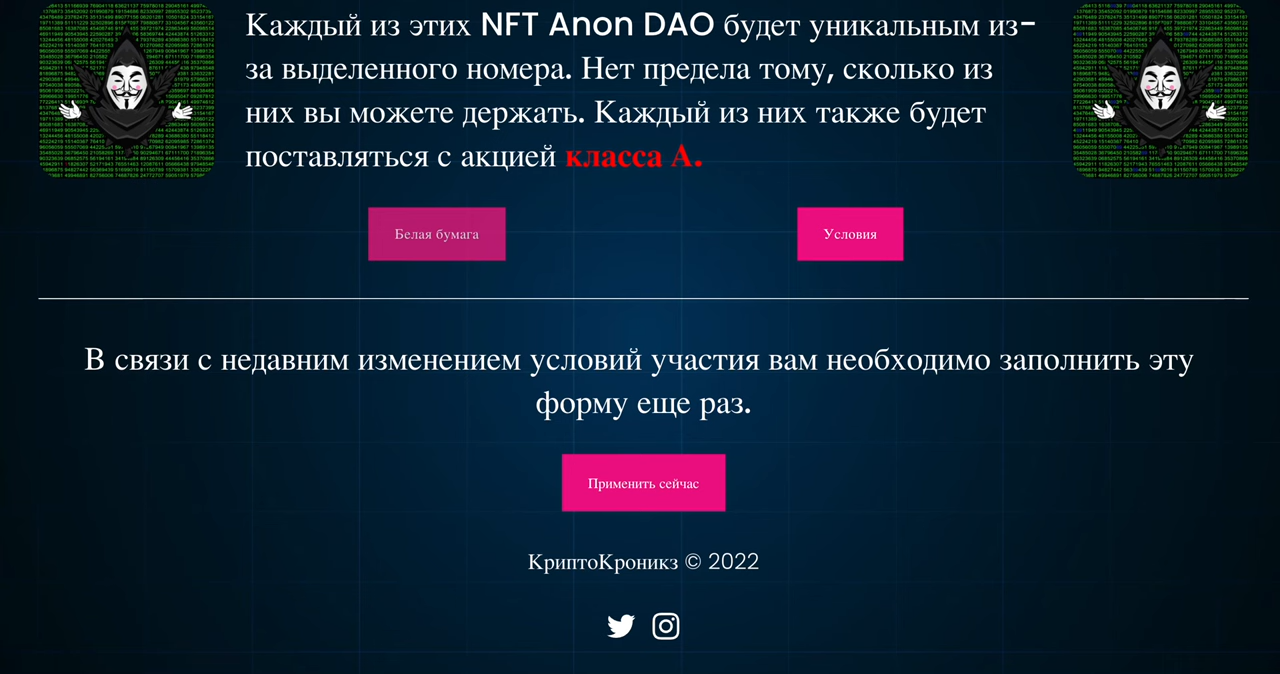 Каждый из этих NFT Anon DAO будет уникальным из-
за выделенного номера. Нет предела тому, сколько из
них вы можете держать. Каждый из них также будет
поставляться с акцией класса А.
Белая бумага
Условия
В связи с недавним изменением условий участия вам необходимо заполнить эту
форму еще раз.
Применить сейчас
КриптоКроникз © 2022